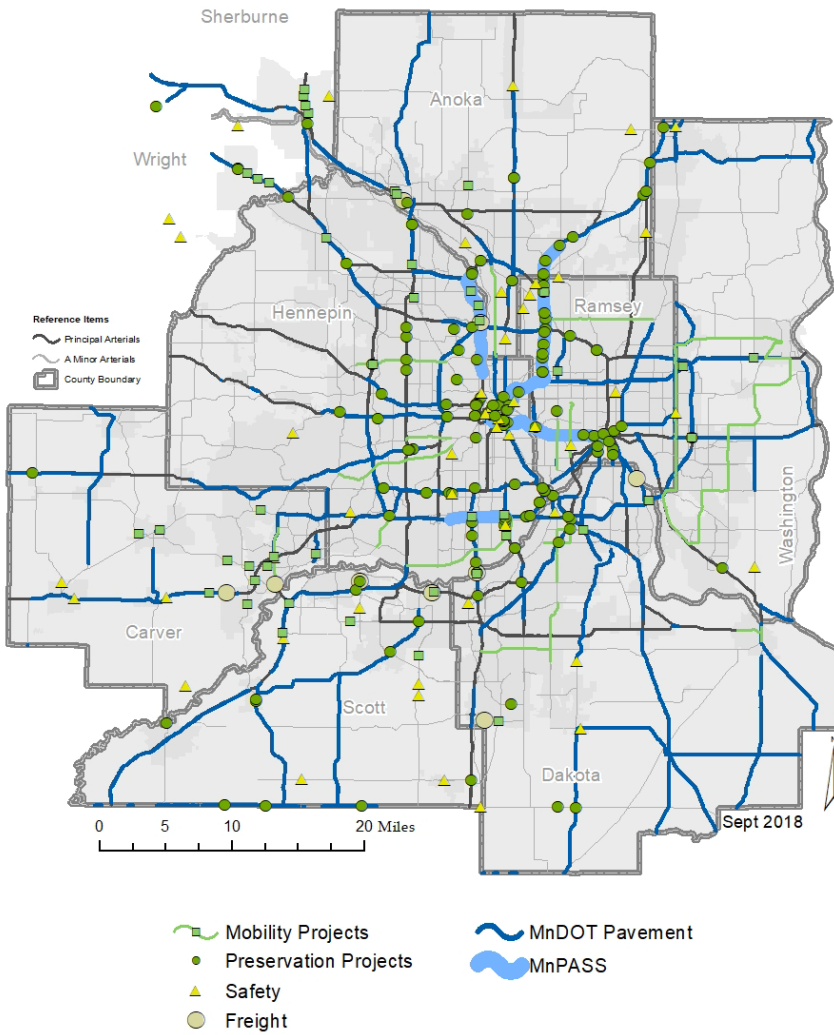 Sherburne
Anoka
Wright
Hennepin
Ramsey
Reference Items
Principal Arterials
A Minor Arterials
County Boundary
Washington
Carver
Scott
Dakota
Sept 2018
0 5 10 20 Miles
Mobility Projects
Preservation Projects
Safety
Freight
MnDOT Pavement
MnPASS